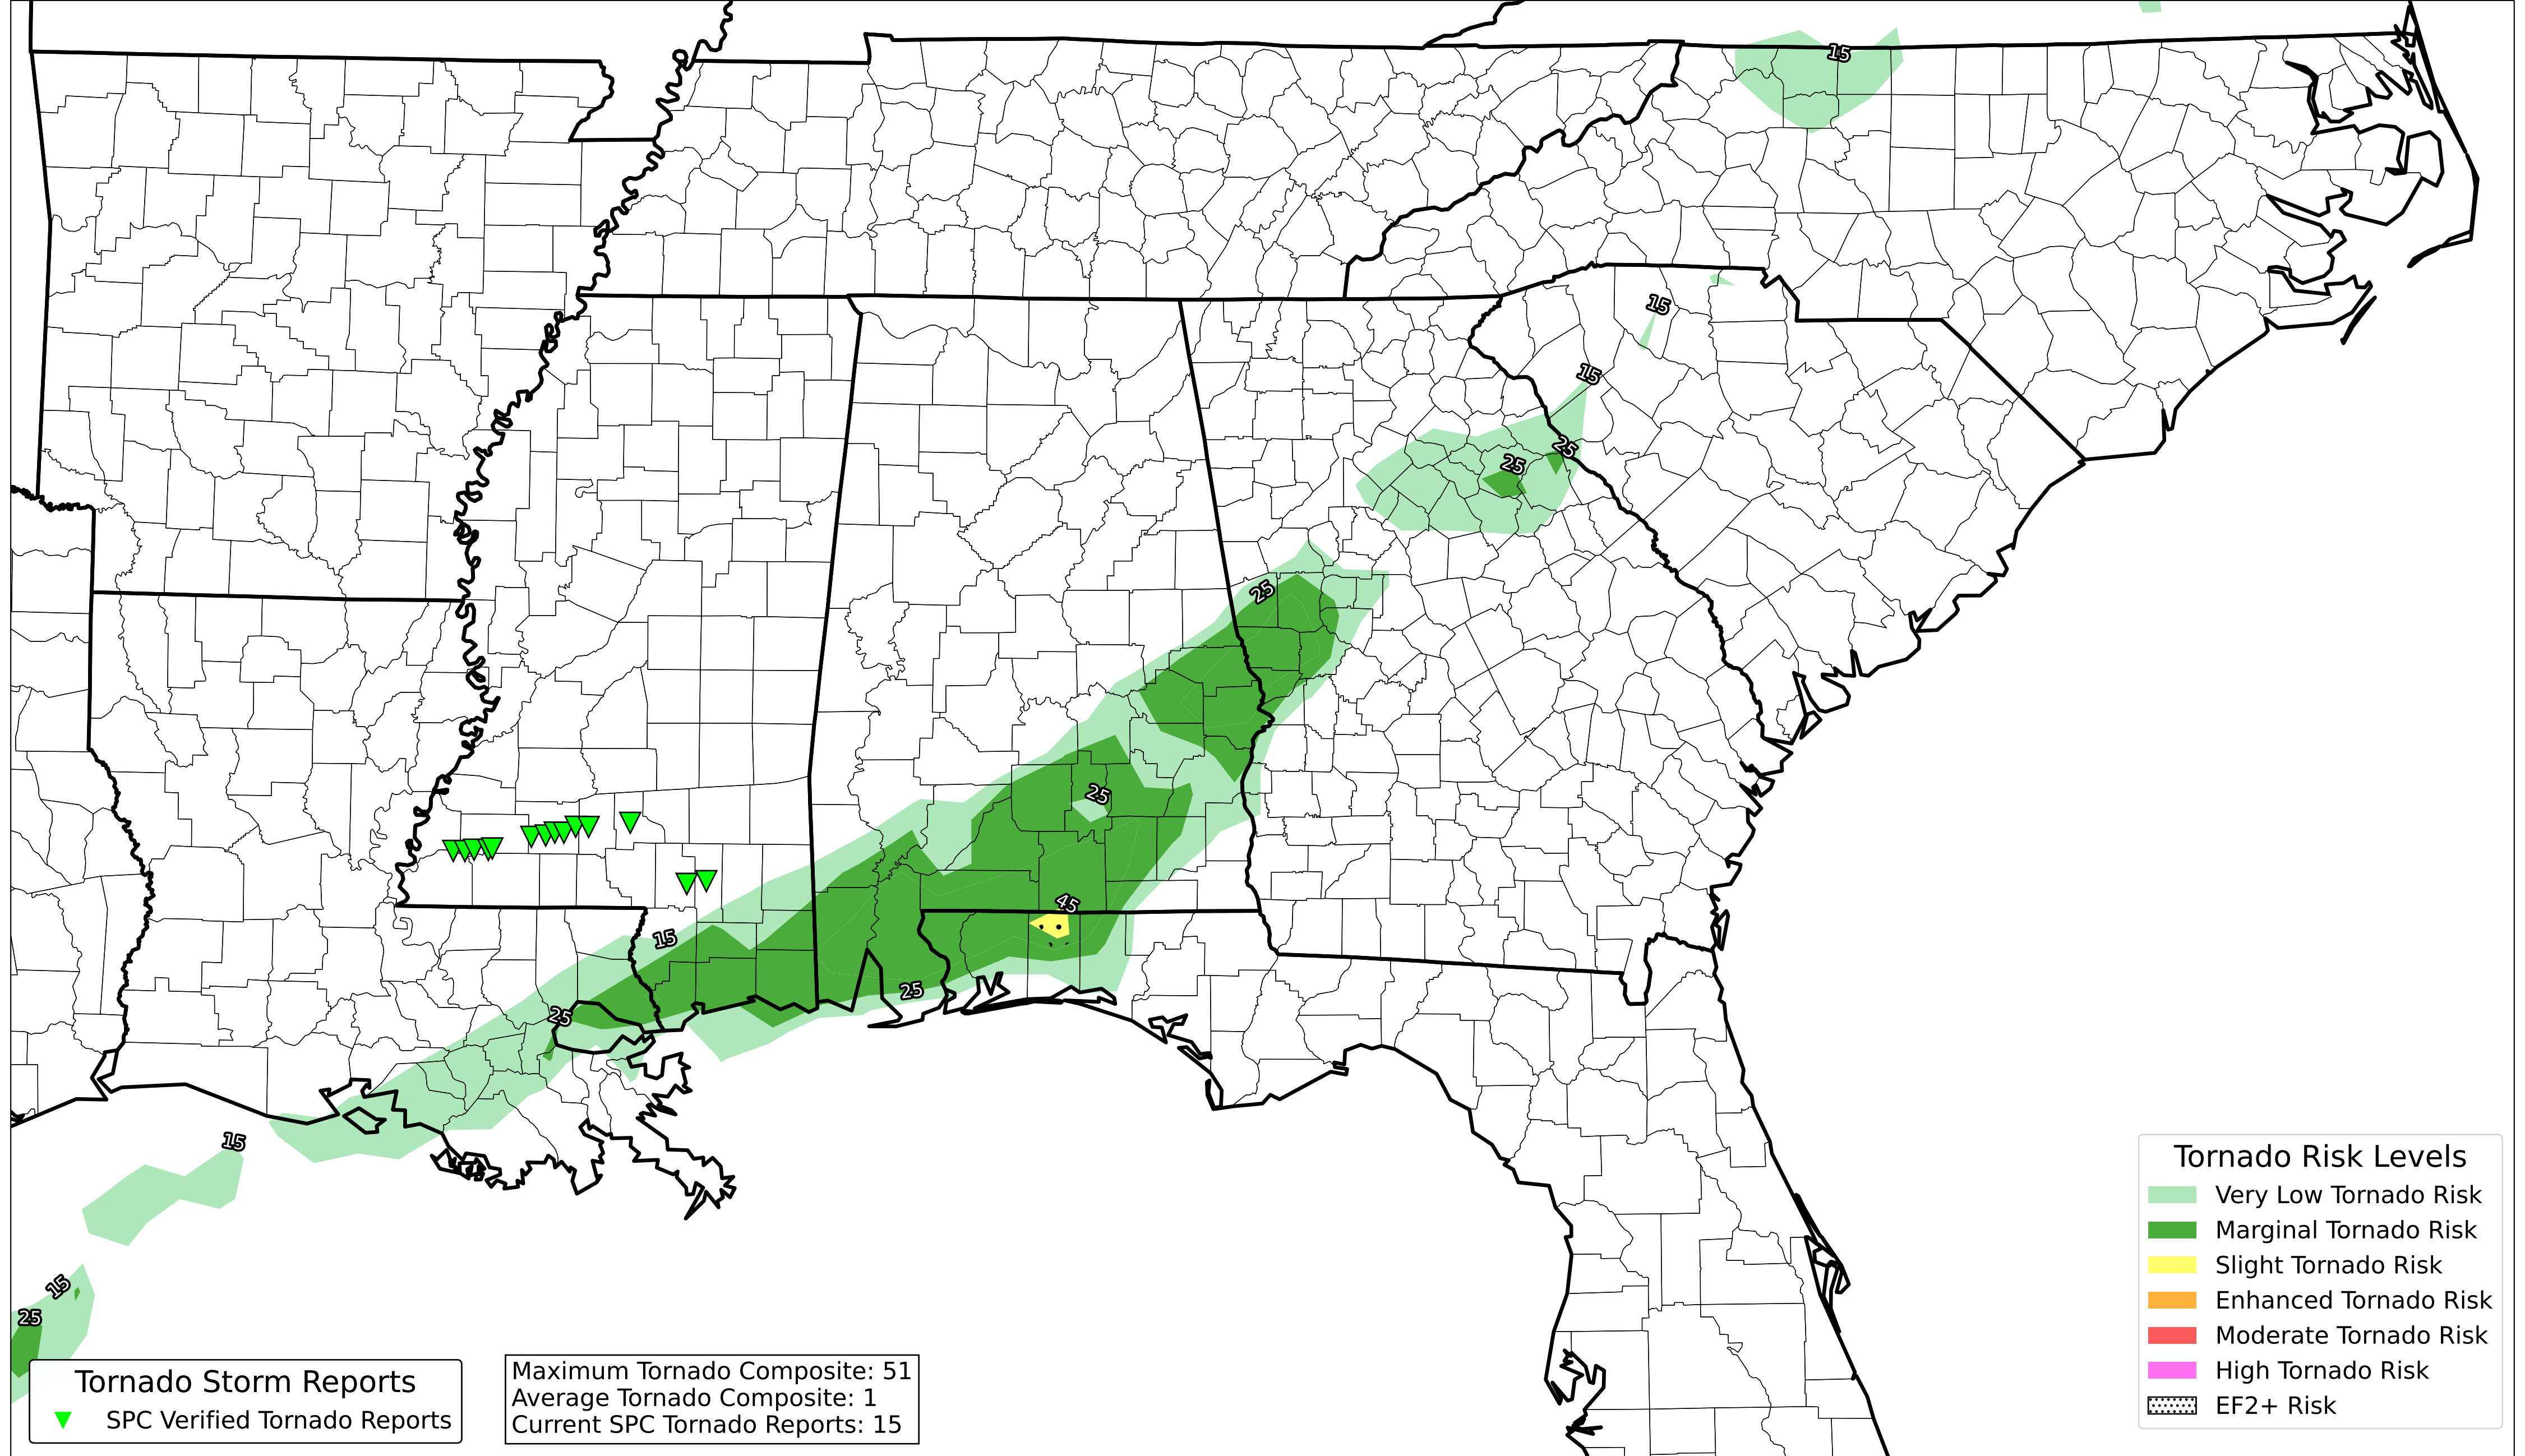 15
15
15
25
25
25
25
45
15
25
25
15
15
25
Tornado Risk Levels
Very Low Tornado Risk
Marginal Tornado Risk
Slight Tornado Risk
Enhanced Tornado Risk
Moderate Tornado Risk
High Tornado Risk
EF2+ Risk
Tornado Storm Reports
SPC Verified Tornado Reports
Maximum Tornado Composite: 51
Average Tornado Composite: 1
Current SPC Tornado Reports: 15